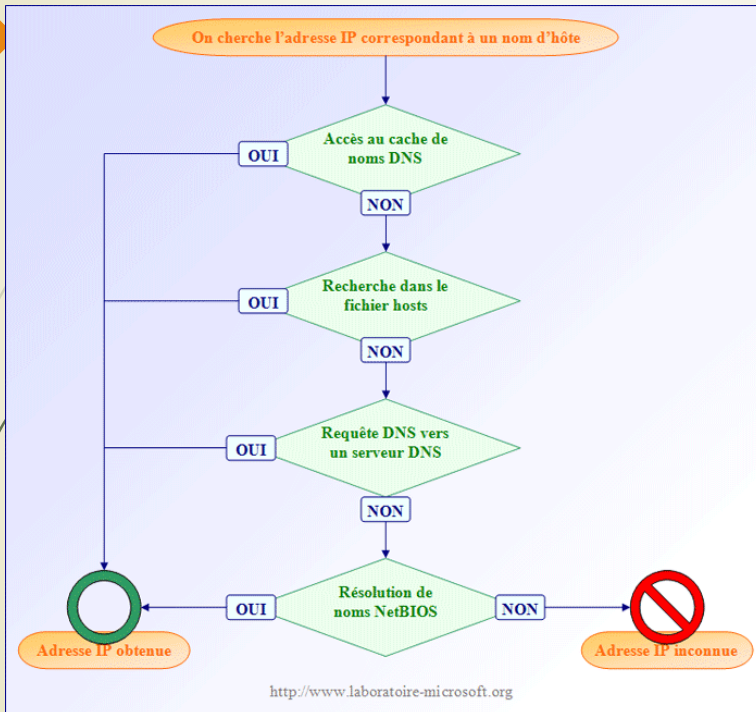 On cherche l'adresse IP correspondant à un nom d'hôte
Accès au cache de
noms DNS
OUI
NON
Recherche dans le
fichier hosts
OUI
NON
Requête DNS vers
un serveur DNS
OUI
NON
Résolution de
noms NetBIOS
OUI
NON
Adresse IP obtenue
Adresse IP inconnue
http://www.laboratoire-microsoft.org